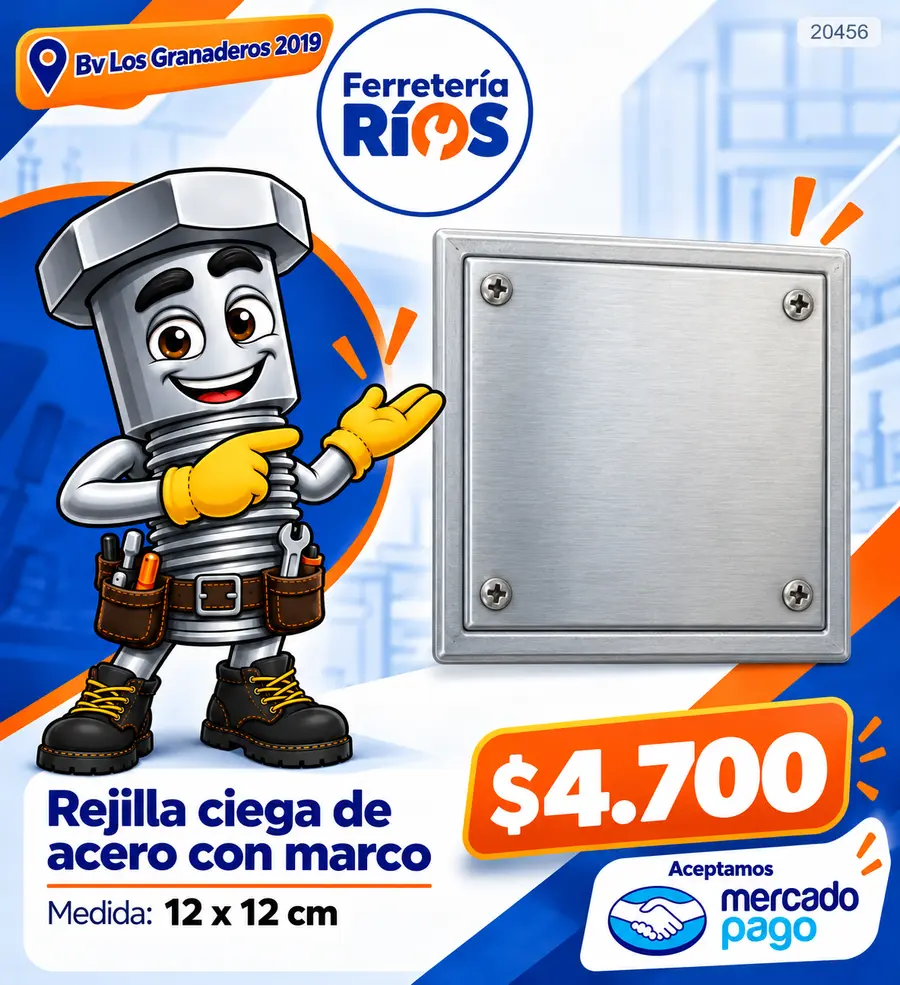 Bv Los Granaderos 2019
Ferretería
Ríos
20456
$4.700
Rejilla ciega de
acero con marco
Medida: 12 x 12 cm
Aceptamos
mercado
pago